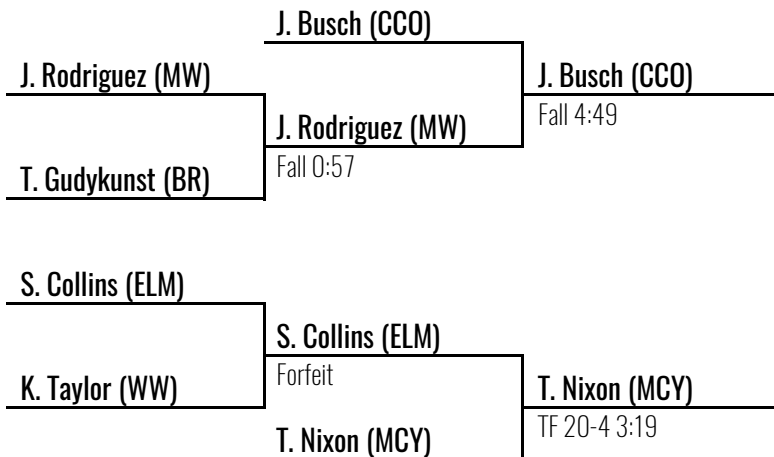 J. Busch (CCO)
J. Rodriguez (MW)
J. Busch (CCO)
Fall 4:49
J. Rodriguez (MW)
Fall 0:57
T. Gudykunst (BR)
S. Collins (ELM)
S. Collins (ELM)
Forfeit
K. Taylor (WW)
T. Nixon (MCY)
TF 20-4 3:19
T. Nixon (MCY)